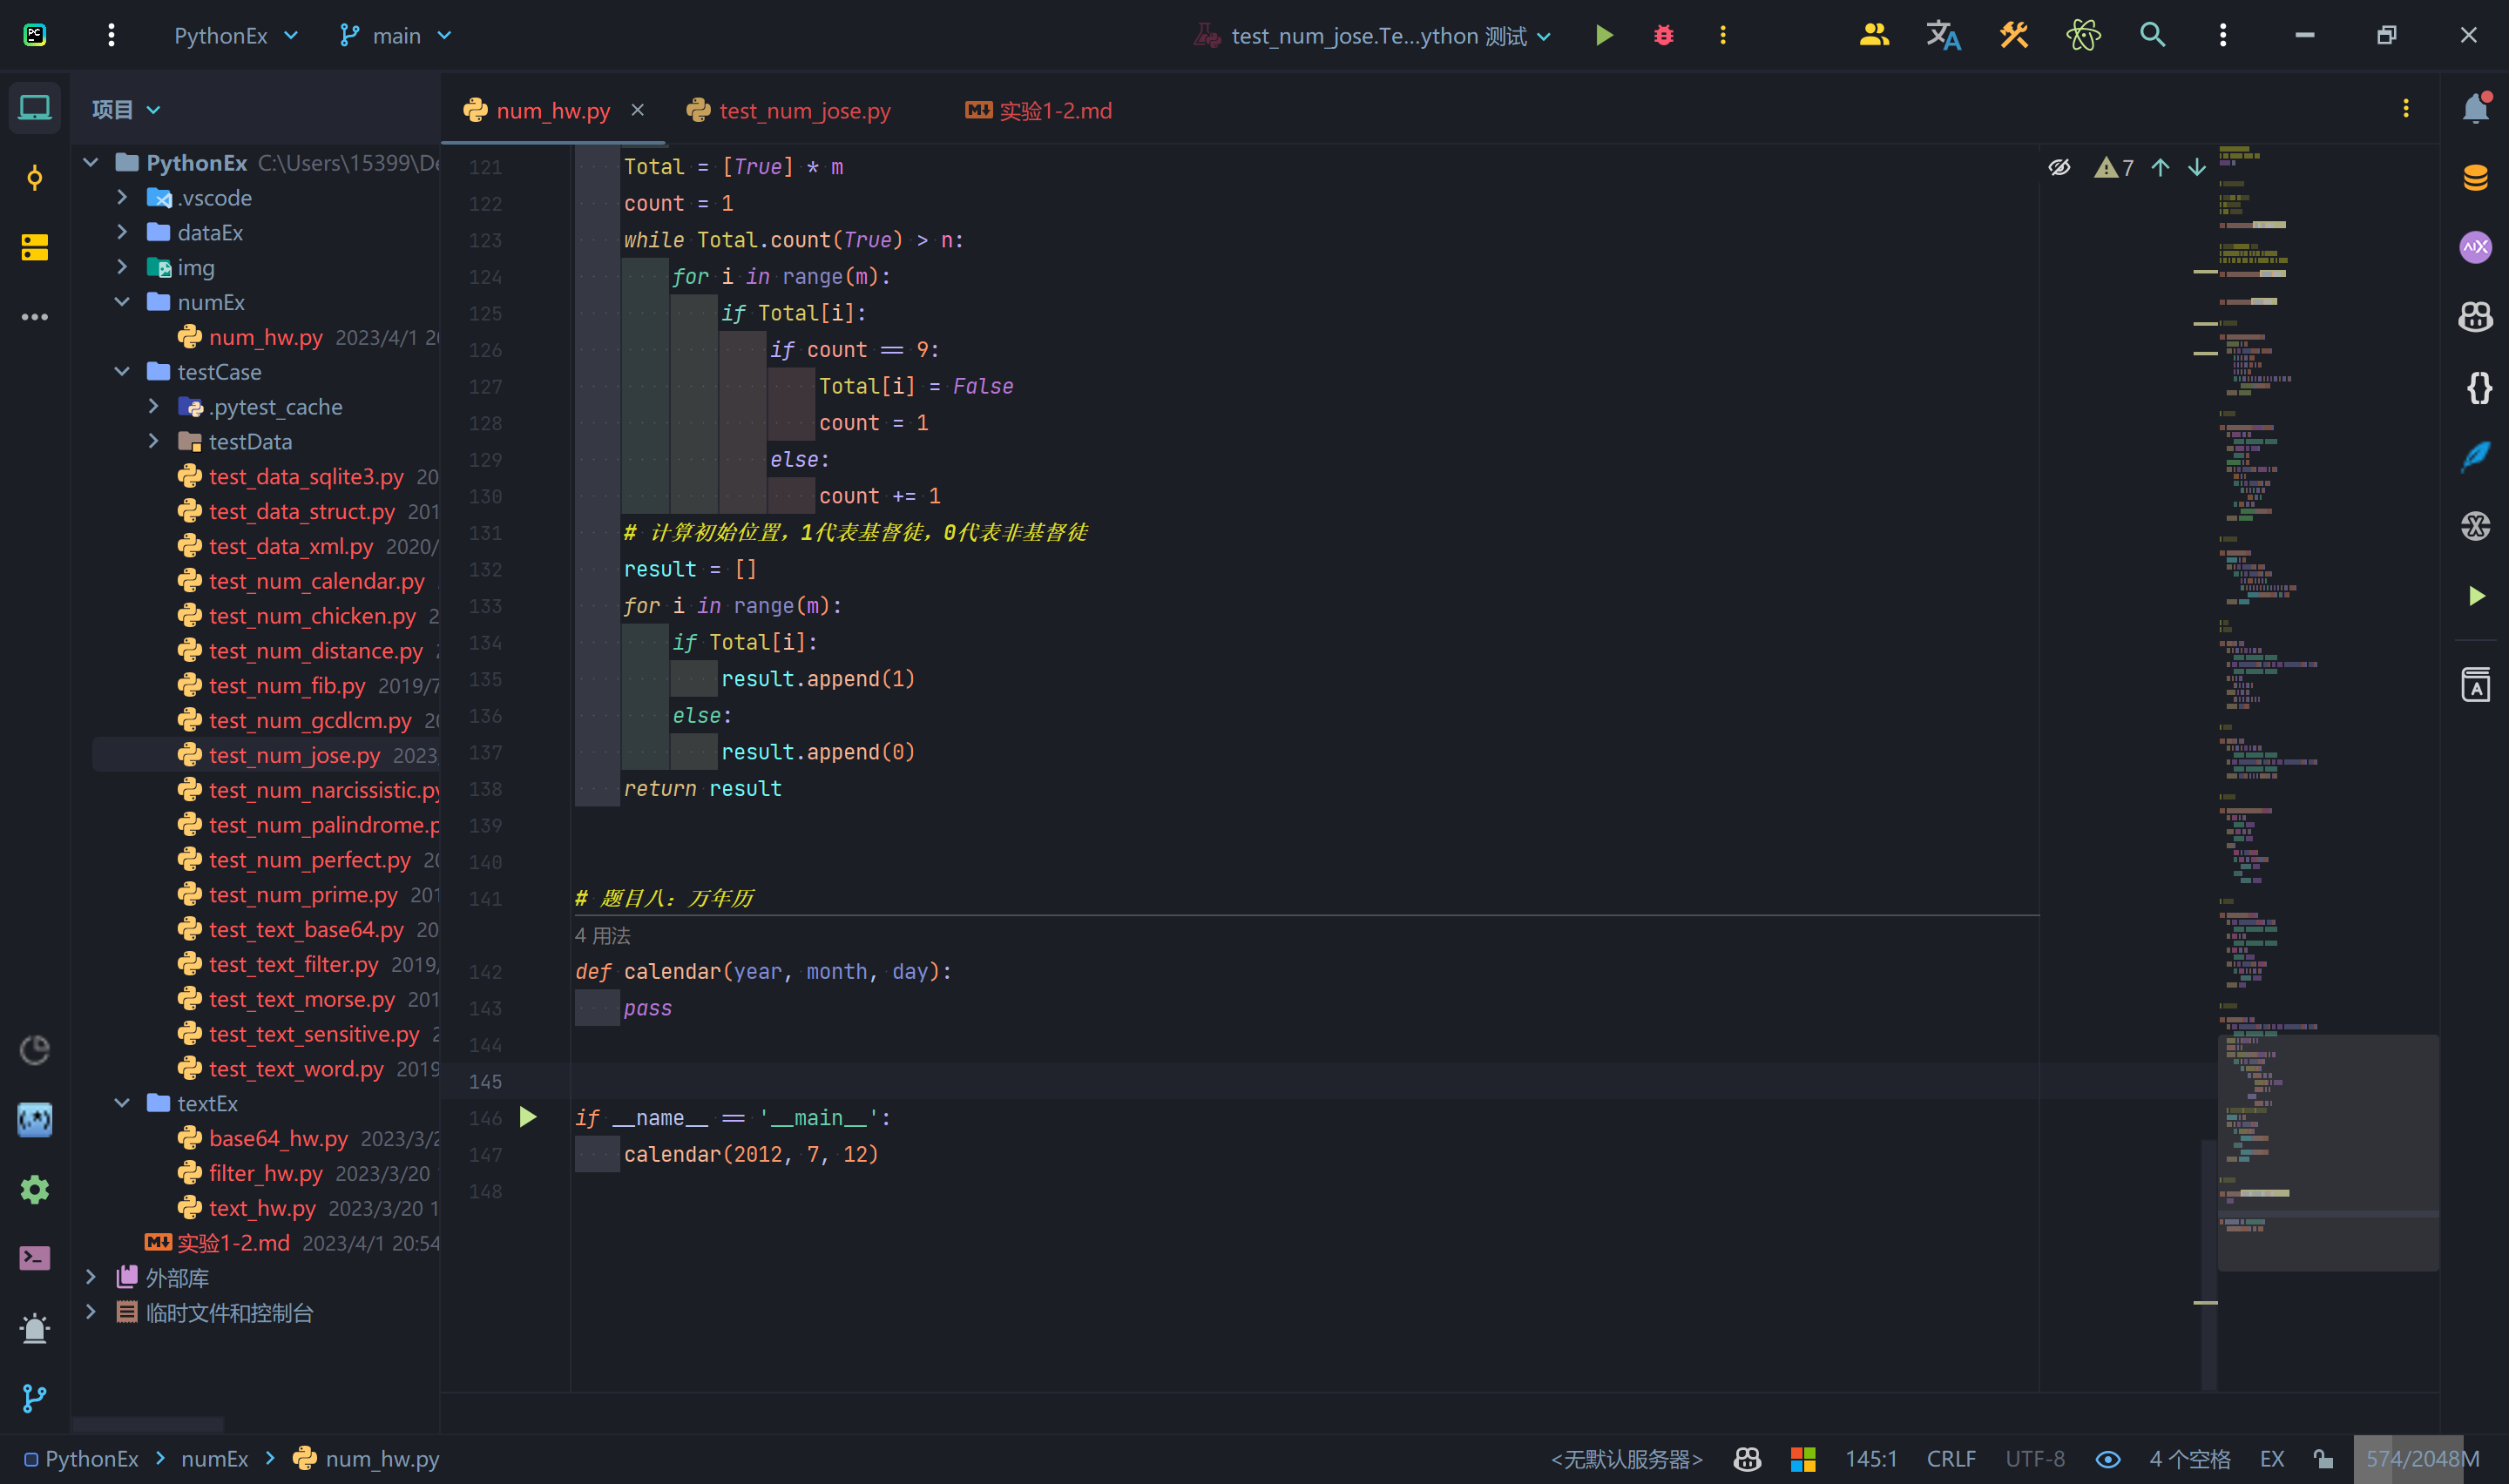 PC
PythonEx
main
test_num_jose.Te...ython 测试
项目
num_hw.py
test_num_jose.py
实验1-2.md
PythonEx C:\Users\15399\De
.vscode
dataEx
img
numEx
num_hw.py 2023/4/1 20
testCase
.pytest_cache
testData
test_data_sqlite3.py 20
test_data_struct.py 201
test_data_xml.py 2020/
test_num_calendar.py
test_num_chicken.py 2
test_num_distance.py
test_num_fib.py 2019/7
test_num_gcdlcm.py 20
test_num_jose.py 2023
test_num_narcissistic.py
test_num_palindrome.p
test_num_perfect.py 20
test_num_prime.py 201
test_text_base64.py 20
test_text_filter.py 2019/
test_text_morse.py 201
test_text_sensitive.py 2
test_text_word.py 2019
textEx
base64_hw.py 2023/3/2
filter_hw.py 2023/3/20
text_hw.py 2023/3/20 1
实验1-2.md 2023/4/1 20:54
外部库
临时文件和控制台
7
121 Total = [True] * m
122 count = 1
123 while Total.count(True) > n:
124 for i in range(m):
125 if Total[i]:
126 if count == 9:
127 Total[i] = False
128 count = 1
129 else:
130 count += 1
131 # 计算初始位置，1代表基督徒，0代表非基督徒
132 result = []
133 for i in range(m):
134 if Total[i]:
135 result.append(1)
136 else:
137 result.append(0)
138 return result
139
140
141 # 题目八：万年历
4 用法
142 def calendar(year, month, day):
143 pass
144
145
146 if __name__ == '__main__':
147 calendar(2012, 7, 12)
148
PythonEx > numEx > num_hw.py
<无默认服务器>
145:1
CRLF
UTF-8
4 个空格
EX
574/2048M